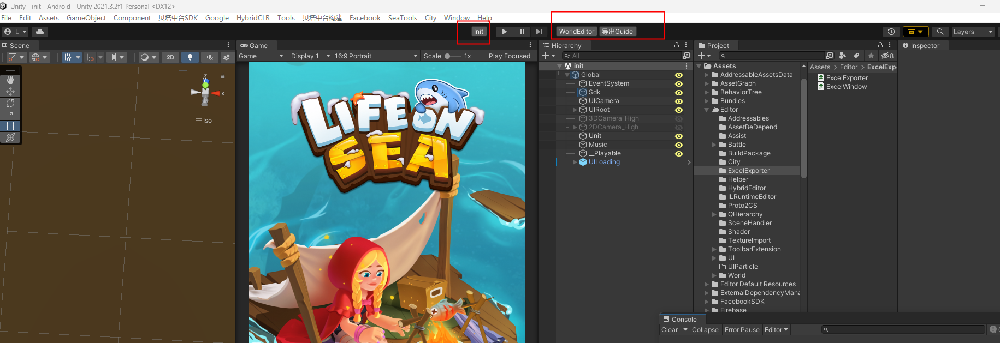 Unity - init - Android - Unity 2021.3.2f1 Personal <DX12>
File Edit Assets GameObject Component 贝塔中台SDK Google HybridCLR Tools 贝塔中台构建 Facebook SeaTools City Window Help
L Init WorldEditor 导出Guide Layers
Scene
2D
z
y
x
Iso
Game
Game Display 1 16:9 Portrait Scale 1x Play Focused
LIFE ON
SEA
Hierarchy
All
init
Global
EventSystem
Sdk
UICamera
UIRoot
3DCamera_High
2DCamera_High
Unit
Music
__Playable
UILoading
Project
8
Assets
AddressableAssetsData
AssetGraph
BehaviorTree
Bundles
Editor
Addressables
AssetBeDepend
Assist
Battle
BuildPackage
City
ExcelExporter
Helper
HybridEditor
ILRuntimeEditor
Proto2CS
QHierarchy
SceneHandler
Shader
TextureImport
ToolbarExtension
UI
UIParticle
World
Editor Default Resources
ExternalDependencyMana
FacebookSDK
Firebase
Assets > Editor > ExcelExp
ExcelExporter
ExcelWindow
Inspector
Console
Clear Collapse Error Pause Editor